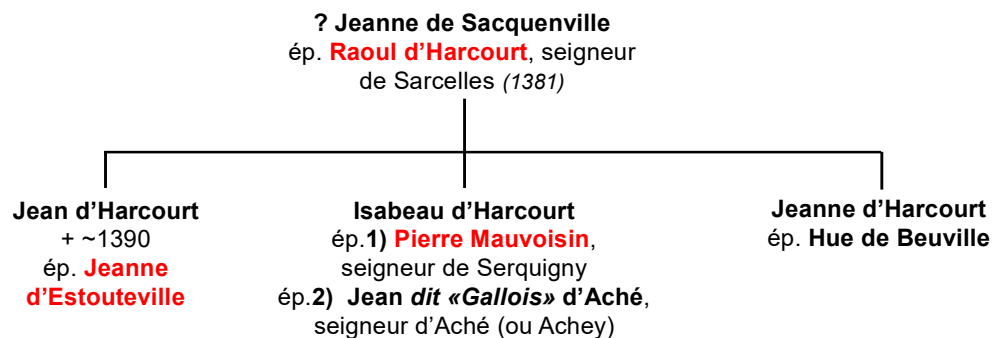 ? Jeanne de Sacquenville
ép. Raoul d’Harcourt, seigneur
de Sarcelles (1381)
Jean d’Harcourt
+ ~1390
ép. Jeanne
d’Estouteville
Isabeau d’Harcourt
ép.1) Pierre Mauvoisin,
seigneur de Serquigny
ép.2) Jean dit «Gallois» d’Aché,
seigneur d’Aché (ou Achey)
Jeanne d’Harcourt
ép. Hue de Beuville